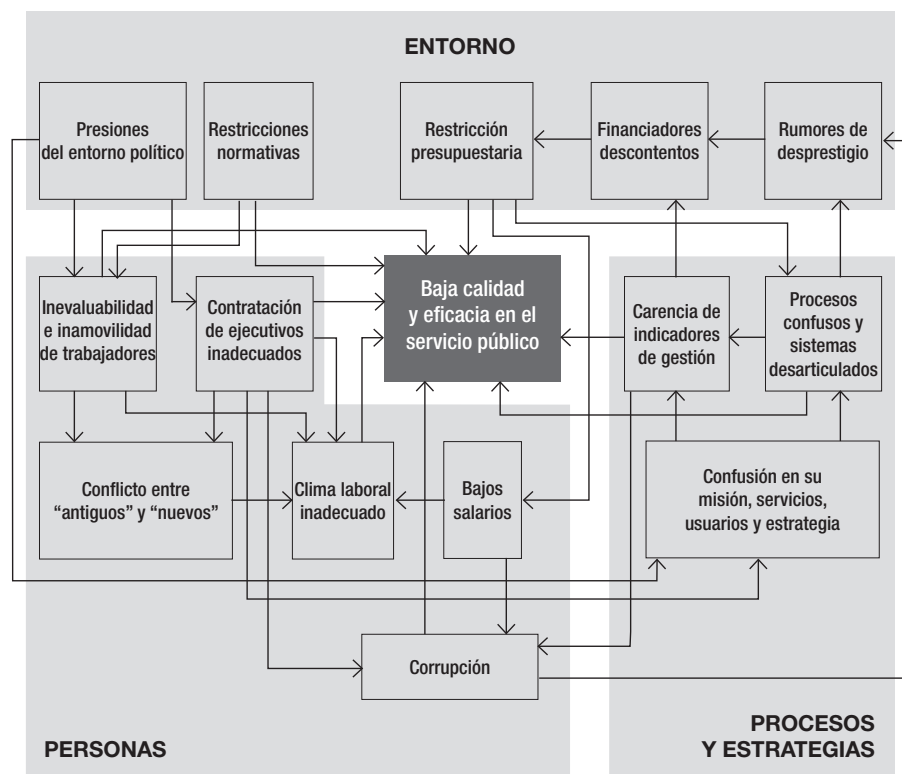 ENTORNO
Presiones
del entorno político
Restricciones
normativas
Restricción
presupuestaria
Financiadores
descontentos
Rumores de
desprestigio
Inevaluabilidad
e inamovilidad
de trabajadores
Contratación
de ejecutivos
inadecuados
Baja calidad
y eficacia en el
servicio público
Carencia de
indicadores
de gestión
Procesos
confusos y
sistemas
desarticulados
Conflicto entre
“antiguos” y “nuevos”
Clima laboral
inadecuado
Bajos
salarios
Confusión en su
misión, servicios,
usuarios y estrategia
Corrupción
PERSONAS
PROCESOS
Y ESTRATEGIAS